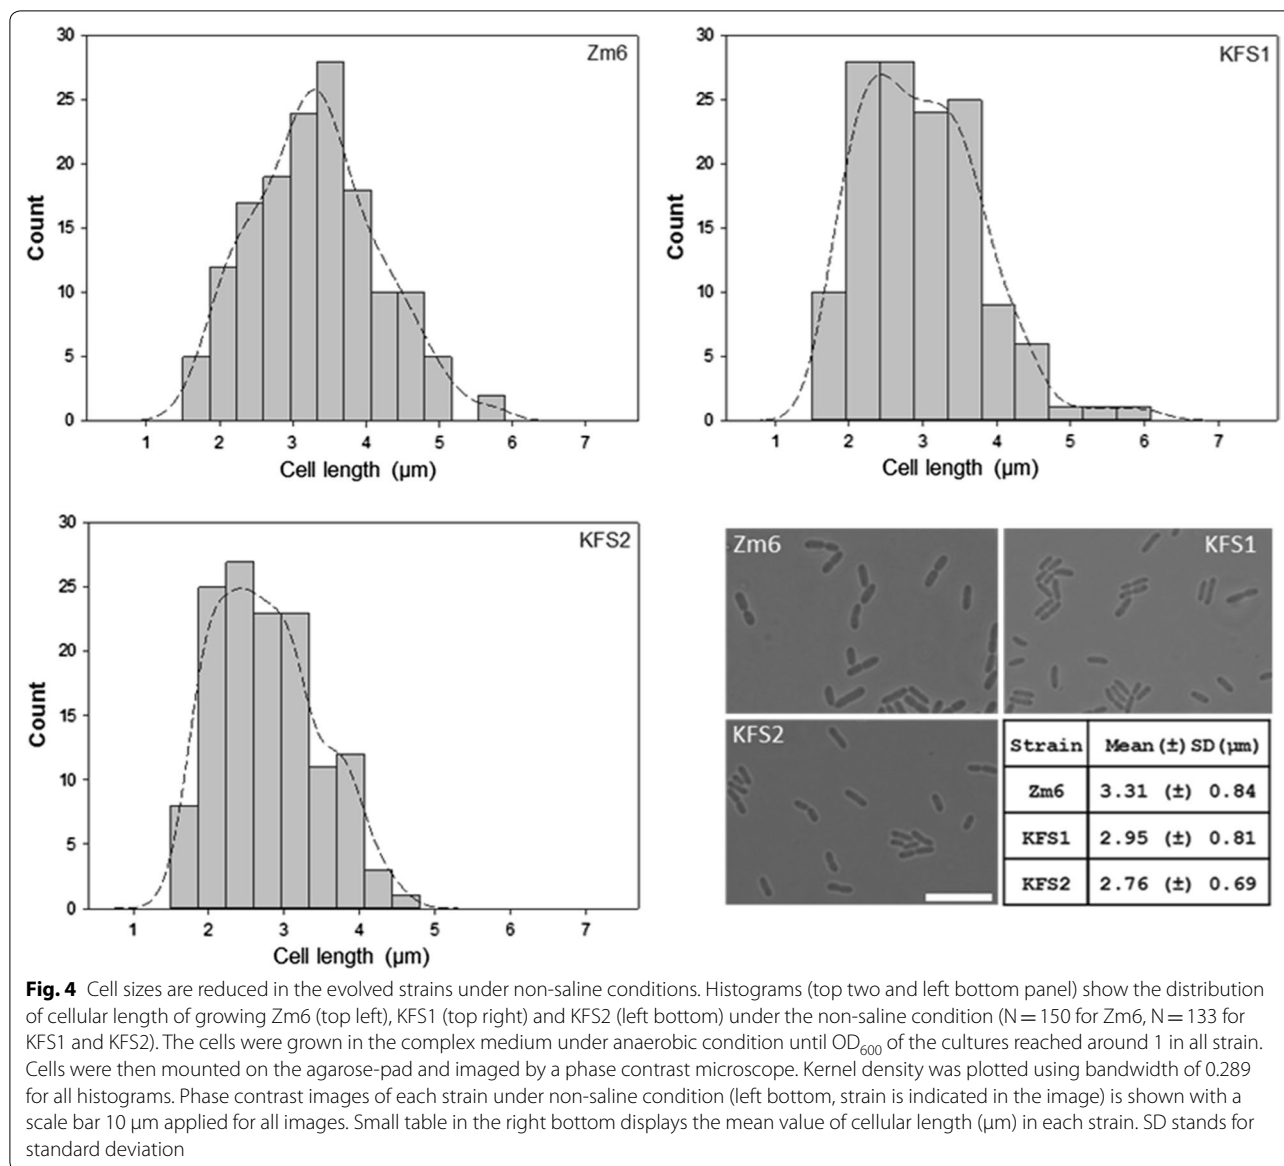 30
25
20
15
10
5
0
Count
Zm6
1 2 3 4 5 6 7
Cell length (µm)
30
25
20
15
10
5
0
Count
KFS1
1 2 3 4 5 6 7
Cell length (µm)
30
25
20
15
10
5
0
Count
KFS2
1 2 3 4 5 6 7
Cell length (µm)
Zm6
KFS1
KFS2
Strain Mean (±) SD (µm)
Zm6 3.31 (±) 0.84
KFS1 2.95 (±) 0.81
KFS2 2.76 (±) 0.69
Fig. 4 Cell sizes are reduced in the evolved strains under non-saline conditions. Histograms (top two and left bottom panel) show the distribution
of cellular length of growing Zm6 (top left), KFS1 (top right) and KFS2 (left bottom) under the non-saline condition (N = 150 for Zm6, N = 133 for
KFS1 and KFS2). The cells were grown in the complex medium under anaerobic condition until OD600 of the cultures reached around 1 in all strain.
Cells were then mounted on the agarose-pad and imaged by a phase contrast microscope. Kernel density was plotted using bandwidth of 0.289
for all histograms. Phase contrast images of each strain under non-saline condition (left bottom, strain is indicated in the image) is shown with a
scale bar 10 µm applied for all images. Small table in the right bottom displays the mean value of cellular length (µm) in each strain. SD stands for
standard deviation